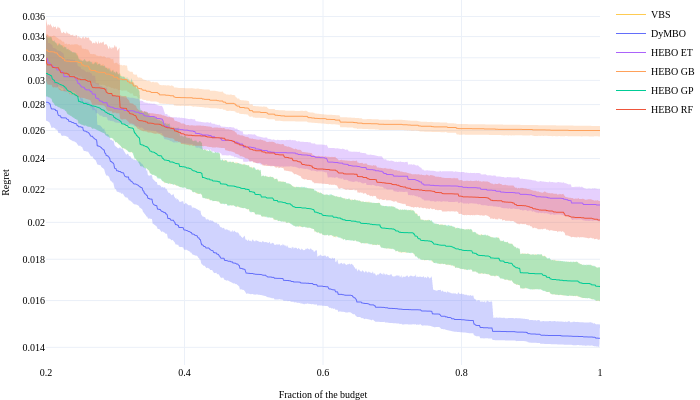 0.036
0.034
0.032
0.03
0.028
0.026
0.024
0.022
0.02
0.018
0.016
0.014
Regret
0.2
0.4
0.6
0.8
1
Fraction of the budget
VBS
DyMBO
HEBO ET
HEBO GB
HEBO GP
HEBO RF